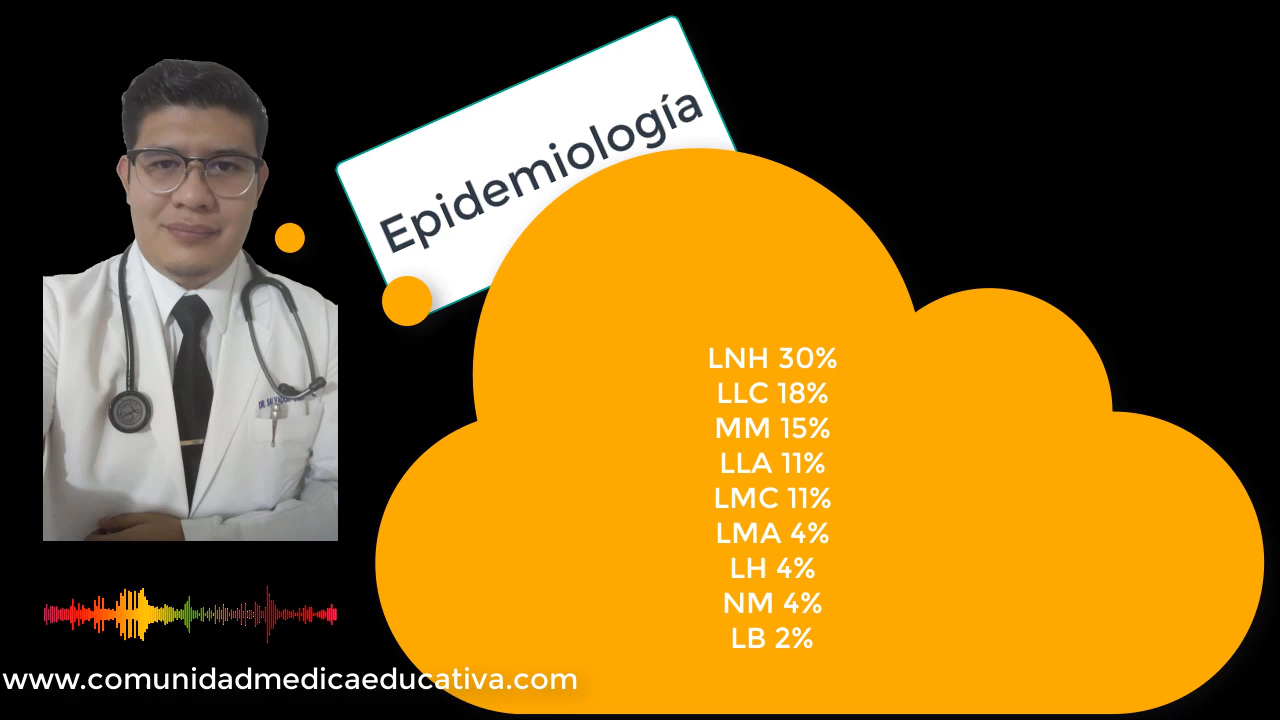 Epidemiología
LNH 30%
LLC 18%
MM 15%
LLA 11%
LMC 11%
LMA 4%
LH 4%
NM 4%
LB 2%
www.comunidadmedicaeducativa.com